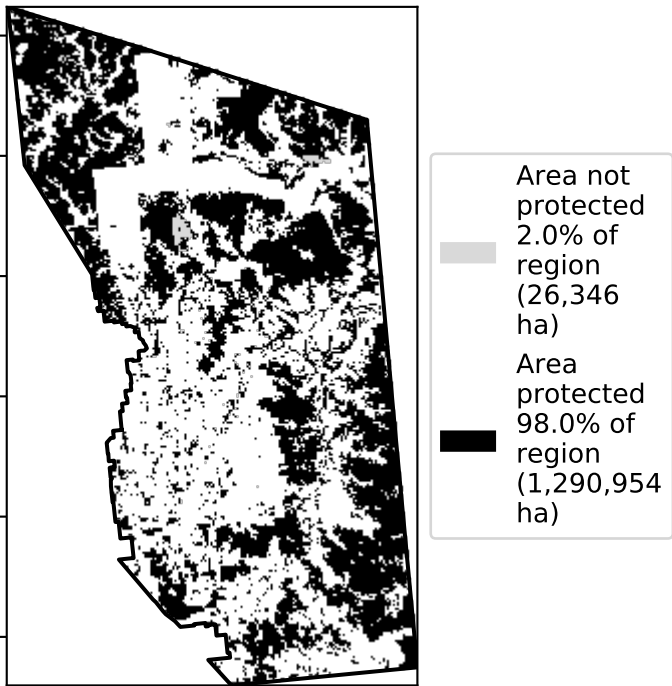 Area not
protected
2.0% of
region
(26,346
ha)
Area
protected
98.0% of
region
(1,290,954
ha)